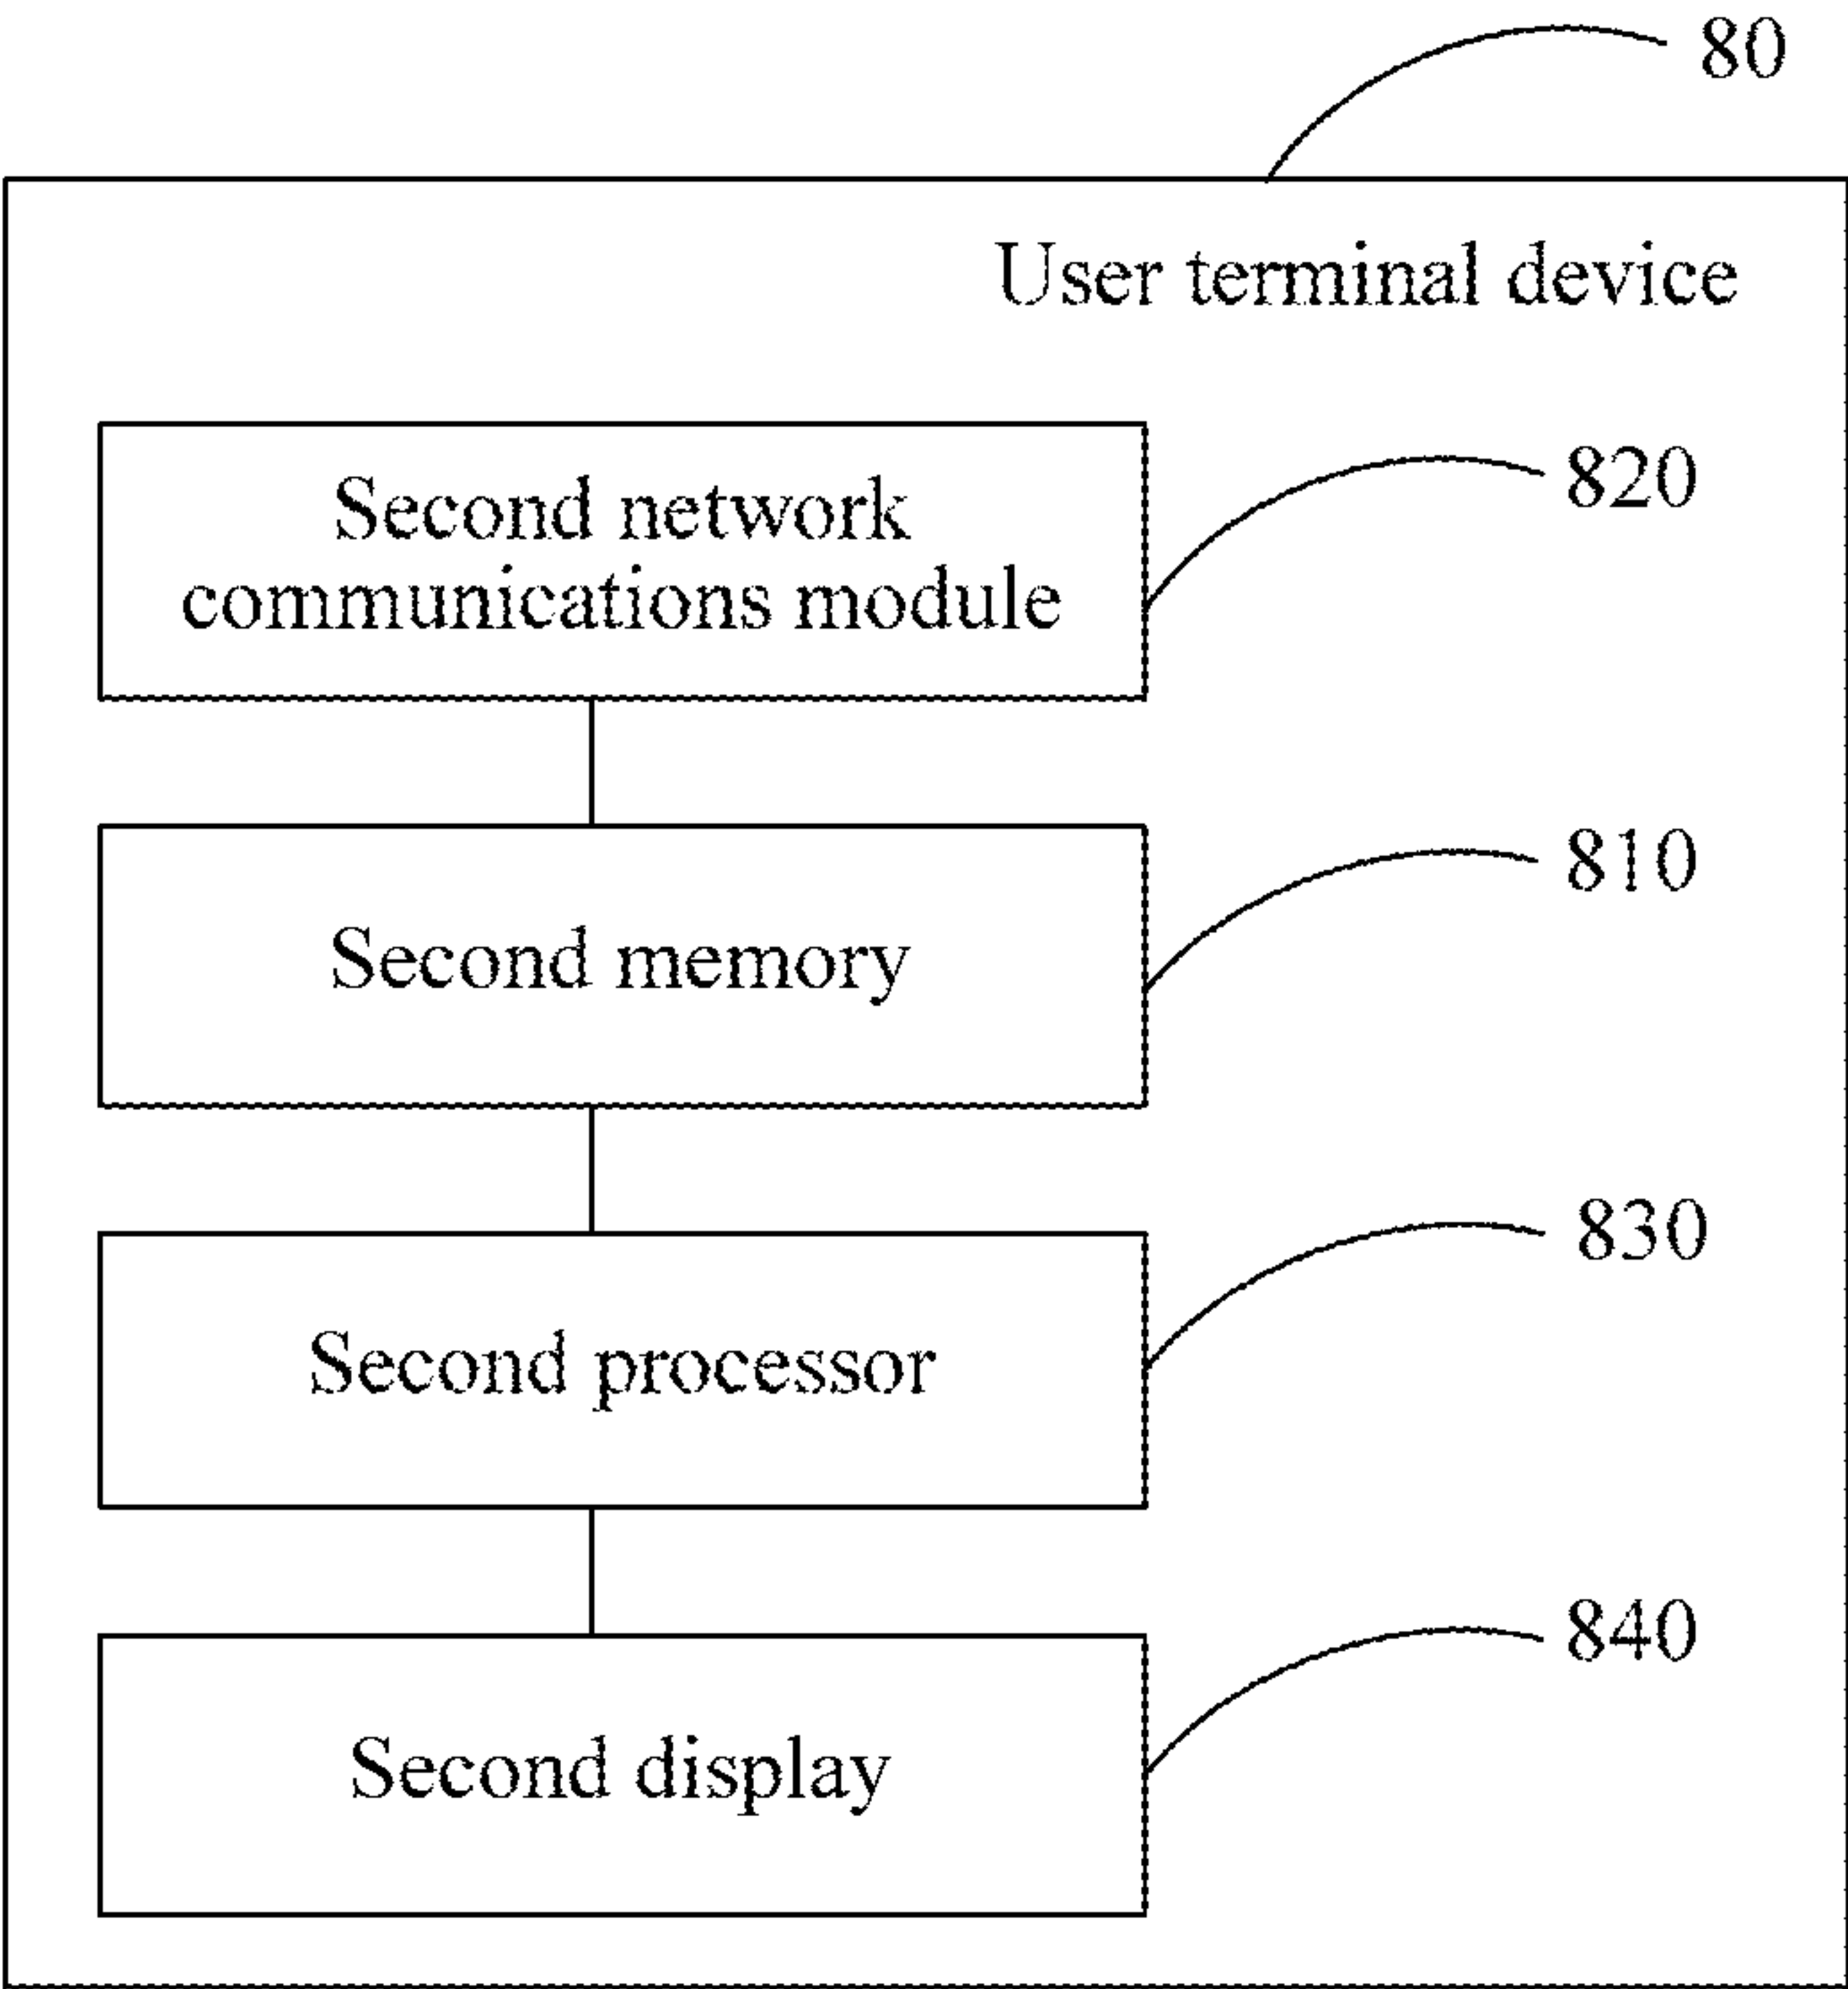 80
User terminal device
Second network
communications module
820
Second memory
810
Second processor
830
Second display
840